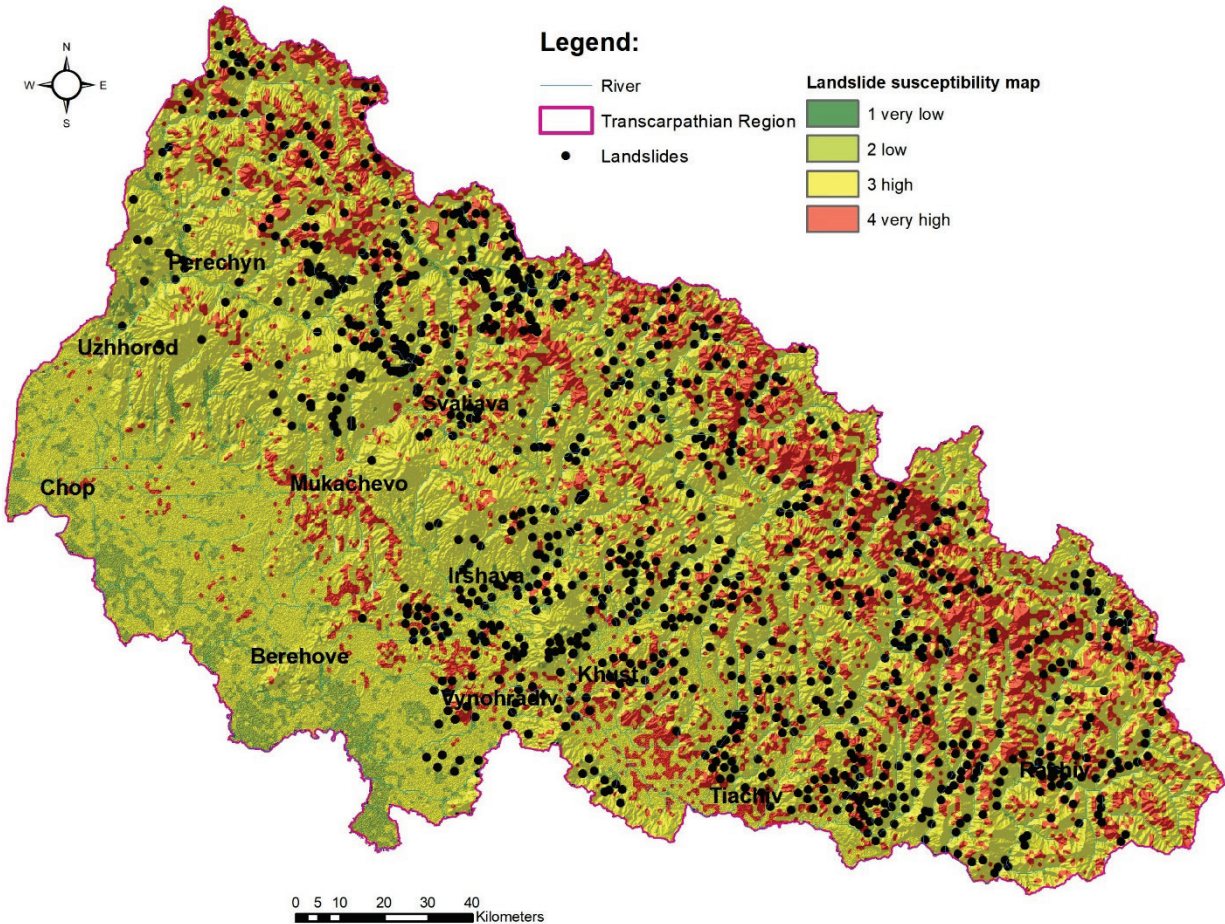 N
W E
S
Legend:
River
Transcarpathian Region
Landslides
Landslide susceptibility map
1 very low
2 low
3 high
4 very high
Perechyn
Uzhhorod
Svaliava
Chop
Mukachevo
Irshava
Berehove
Khust
Vynohradiv
Rakhiv
Tiachiv
0 5 10 20 30 40
Kilometers